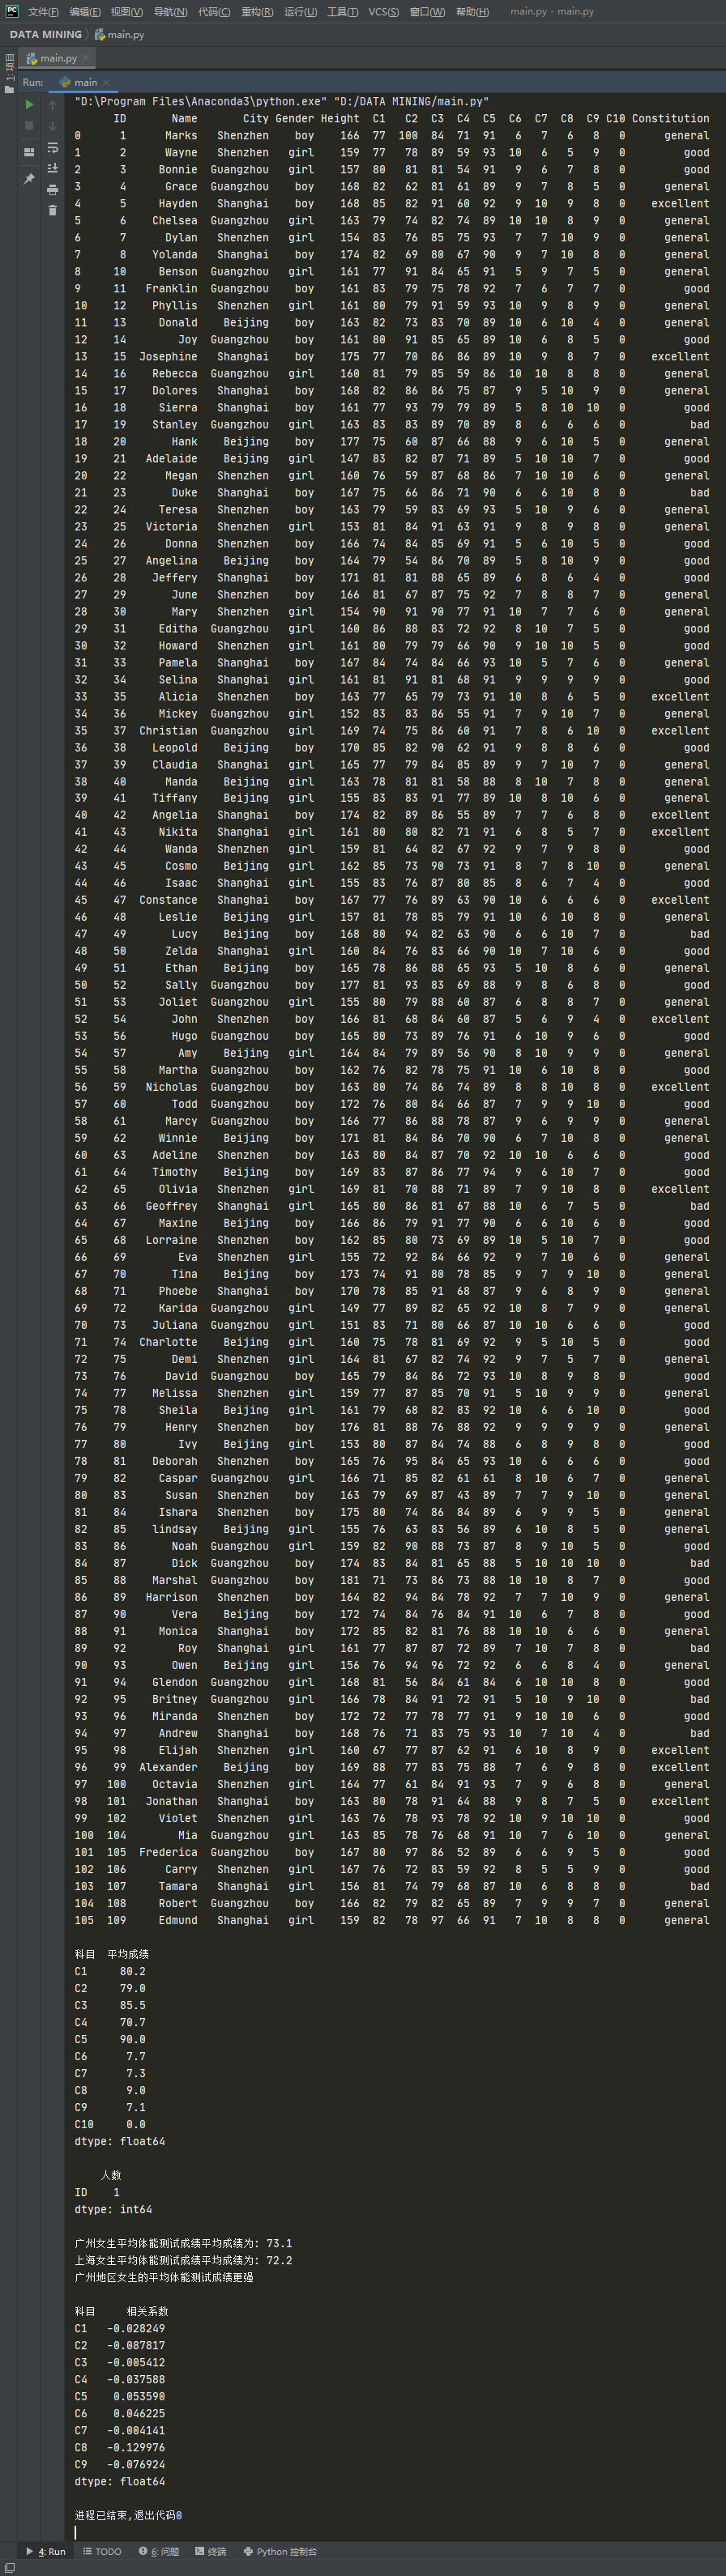 文件(F) 编辑(E) 视图(V) 导航(N) 代码(C) 重构(R) 运行(U) 工具(T) VCS(S) 窗口(W) 帮助(H) main.py - main.py
DATA MINING main.py
main.py
1: 项目
Run: main
"D:\Program Files\Anaconda3\python.exe" "D:/DATA MINING/main.py"
ID Name City Gender Height C1 C2 C3 C4 C5 C6 C7 C8 C9 C10 Constitution
0 1 Marks Shenzhen boy 166 77 100 84 71 91 6 7 6 8 0 general
1 2 Wayne Shenzhen girl 159 77 78 89 59 93 10 6 5 9 0 good
2 3 Bonnie Guangzhou girl 157 80 81 81 54 91 9 6 7 8 0 good
3 4 Grace Guangzhou boy 168 82 62 81 61 89 9 7 8 5 0 general
4 5 Hayden Shanghai boy 168 85 82 91 60 92 9 10 9 8 0 excellent
5 6 Chelsea Guangzhou girl 163 79 74 82 74 89 10 10 8 9 0 general
6 7 Dylan Shenzhen girl 154 83 76 85 75 93 7 7 10 9 0 general
7 8 Yolanda Shanghai boy 174 82 69 80 67 90 9 7 10 8 0 general
8 10 Benson Guangzhou girl 161 77 91 84 65 91 5 9 7 5 0 general
9 11 Franklin Guangzhou boy 161 83 79 75 78 92 7 6 7 7 0 good
10 12 Phyllis Shenzhen girl 161 80 79 91 59 93 10 9 8 9 0 general
11 13 Donald Beijing boy 163 82 73 83 70 89 10 6 10 4 0 general
12 14 Joy Guangzhou boy 161 80 91 85 65 89 10 6 8 5 0 good
13 15 Josephine Shanghai boy 175 77 70 86 86 89 10 9 8 7 0 excellent
14 16 Rebecca Guangzhou girl 160 81 79 85 59 86 10 10 8 8 0 general
15 17 Dolores Shanghai boy 168 82 86 86 75 87 9 5 10 9 0 general
16 18 Sierra Shanghai boy 161 77 93 79 79 89 5 8 10 10 0 good
17 19 Stanley Guangzhou girl 163 83 83 89 70 89 8 6 6 6 0 bad
18 20 Hank Beijing boy 177 75 60 87 66 88 9 6 10 5 0 general
19 21 Adelaide Beijing girl 147 83 82 87 71 89 5 10 10 7 0 good
20 22 Megan Shenzhen girl 160 76 59 87 68 86 7 10 10 6 0 general
21 23 Duke Shanghai boy 167 75 66 86 71 90 6 6 10 8 0 bad
22 24 Teresa Shenzhen boy 163 79 59 83 69 93 5 10 9 6 0 general
23 25 Victoria Shenzhen girl 153 81 84 91 63 91 9 8 9 8 0 general
24 26 Donna Shenzhen boy 166 74 84 85 69 91 5 6 10 5 0 good
25 27 Angelina Beijing boy 164 79 54 86 70 89 5 8 10 9 0 good
26 28 Jeffery Shanghai boy 171 81 81 88 65 89 6 8 6 4 0 good
27 29 June Shenzhen boy 166 81 67 87 75 92 7 8 8 7 0 general
28 30 Mary Shenzhen girl 154 90 91 90 77 91 10 7 7 6 0 general
29 31 Editha Guangzhou girl 160 86 88 83 72 92 8 10 7 5 0 good
30 32 Howard Shenzhen girl 161 80 79 79 66 90 9 10 10 5 0 good
31 33 Pamela Shanghai boy 167 84 74 84 66 93 10 5 7 6 0 general
32 34 Selina Shanghai girl 161 81 91 81 68 91 9 9 9 9 0 good
33 35 Alicia Shenzhen boy 163 77 65 79 73 91 10 8 6 5 0 excellent
34 36 Mickey Guangzhou girl 152 83 83 86 55 91 7 9 10 7 0 general
35 37 Christian Guangzhou girl 169 74 75 86 60 91 7 8 6 10 0 excellent
36 38 Leopold Beijing boy 170 85 82 90 62 91 9 8 8 6 0 good
37 39 Claudia Shanghai girl 165 77 79 84 85 89 9 7 10 7 0 general
38 40 Manda Beijing girl 163 78 81 81 58 88 8 10 7 8 0 general
39 41 Tiffany Beijing girl 155 83 83 91 77 89 10 8 10 6 0 general
40 42 Angelia Shanghai boy 174 82 89 86 55 89 7 7 6 8 0 excellent
41 43 Nikita Shanghai girl 161 80 80 82 71 91 6 8 5 7 0 excellent
42 44 Wanda Shenzhen girl 159 81 64 82 67 92 9 7 9 8 0 good
43 45 Cosmo Beijing girl 162 85 73 90 73 91 8 7 8 10 0 general
44 46 Isaac Shanghai girl 155 83 76 87 80 85 8 6 7 4 0 good
45 47 Constance Shanghai boy 167 77 76 89 63 90 10 6 6 6 0 excellent
46 48 Leslie Beijing girl 157 81 78 85 79 91 10 6 10 8 0 general
47 49 Lucy Beijing boy 168 80 94 82 63 90 6 6 10 7 0 bad
48 50 Zelda Shanghai girl 160 84 76 83 66 90 10 7 10 6 0 good
49 51 Ethan Beijing boy 165 78 86 88 65 93 5 10 8 6 0 general
50 52 Sally Guangzhou boy 177 81 93 83 69 88 9 8 6 8 0 good
51 53 Joliet Guangzhou girl 155 80 79 88 60 87 6 8 8 7 0 general
52 54 John Shenzhen boy 166 81 68 84 60 87 5 6 9 4 0 excellent
53 56 Hugo Guangzhou boy 165 80 73 89 76 91 6 10 9 6 0 good
54 57 Amy Beijing girl 164 84 79 89 56 90 8 10 9 9 0 general
55 58 Martha Guangzhou boy 162 76 82 78 75 91 10 6 10 8 0 good
56 59 Nicholas Guangzhou boy 163 80 74 86 74 89 8 8 10 8 0 excellent
57 60 Todd Guangzhou boy 172 76 80 84 66 87 7 9 9 10 0 good
58 61 Marcy Guangzhou boy 166 77 86 88 78 87 9 6 9 9 0 general
59 62 Winnie Beijing boy 171 81 84 86 70 90 6 7 10 8 0 general
60 63 Adeline Shenzhen boy 163 80 84 87 70 92 10 10 6 6 0 good
61 64 Timothy Beijing boy 169 83 87 86 77 94 9 6 10 7 0 good
62 65 Olivia Shenzhen girl 169 81 70 88 71 89 7 9 10 8 0 excellent
63 66 Geoffrey Shanghai girl 165 80 86 81 67 88 10 6 7 5 0 bad
64 67 Maxine Beijing boy 166 86 79 91 77 90 6 6 10 6 0 good
65 68 Lorraine Shenzhen boy 162 85 80 73 69 89 10 5 10 7 0 good
66 69 Eva Shenzhen girl 155 72 92 84 66 92 9 7 10 6 0 general
67 70 Tina Beijing boy 173 74 91 80 78 85 9 7 9 10 0 general
68 71 Phoebe Shanghai boy 170 78 85 91 68 87 9 6 8 9 0 general
69 72 Karida Guangzhou girl 149 77 89 82 65 92 10 8 7 9 0 general
70 73 Juliana Guangzhou boy 151 83 71 80 66 87 10 10 6 6 0 good
71 74 Charlotte Beijing girl 160 75 78 81 69 92 9 5 10 5 0 good
72 75 Demi Shenzhen girl 164 81 67 82 74 92 9 7 5 7 0 general
73 76 David Guangzhou boy 165 79 84 86 72 93 10 8 9 8 0 good
74 77 Melissa Shenzhen girl 159 77 87 85 70 91 5 10 9 9 0 general
75 78 Sheila Beijing girl 161 79 68 82 83 92 10 6 6 10 0 good
76 79 Henry Shenzhen boy 176 81 88 76 88 92 9 9 9 9 0 general
77 80 Ivy Beijing girl 153 80 87 84 74 88 6 8 9 8 0 good
78 81 Deborah Shenzhen boy 165 76 95 84 65 93 10 6 6 6 0 good
79 82 Caspar Guangzhou girl 166 71 85 82 61 61 8 10 6 7 0 general
80 83 Susan Shenzhen boy 163 79 69 87 43 89 7 7 9 10 0 general
81 84 Ishara Shenzhen boy 175 80 74 86 84 89 6 9 9 5 0 general
82 85 lindsay Beijing girl 155 76 63 83 56 89 6 10 8 5 0 general
83 86 Noah Guangzhou girl 159 82 90 88 73 87 8 9 10 5 0 good
84 87 Dick Guangzhou boy 174 83 84 81 65 88 5 10 10 10 0 bad
85 88 Marshal Guangzhou boy 181 71 73 86 73 88 10 10 8 7 0 good
86 89 Harrison Shenzhen boy 164 82 94 84 78 92 7 7 10 9 0 general
87 90 Vera Beijing boy 172 74 84 76 84 91 10 6 7 8 0 good
88 91 Monica Shanghai boy 172 85 82 81 76 88 10 10 6 6 0 general
89 92 Roy Shanghai girl 161 77 87 87 72 89 7 10 7 8 0 bad
90 93 Owen Beijing girl 156 76 94 96 72 92 6 6 8 4 0 general
91 94 Glendon Guangzhou girl 168 81 56 84 61 84 6 10 10 8 0 good
92 95 Britney Guangzhou girl 166 78 84 91 72 91 5 10 9 10 0 bad
93 96 Miranda Shenzhen boy 172 72 77 78 77 91 9 10 10 6 0 good
94 97 Andrew Shanghai boy 168 76 71 83 75 93 10 7 10 4 0 bad
95 98 Elijah Shenzhen girl 160 67 77 87 62 91 6 10 8 9 0 excellent
96 99 Alexander Beijing boy 169 88 77 83 75 88 7 6 9 8 0 excellent
97 100 Octavia Shenzhen girl 164 77 61 84 91 93 7 9 6 8 0 general
98 101 Jonathan Shanghai boy 163 80 78 91 64 88 9 8 7 5 0 excellent
99 102 Violet Shenzhen girl 163 76 78 93 78 92 10 9 10 10 0 good
100 104 Mia Guangzhou girl 163 85 78 76 68 91 10 7 6 10 0 general
101 105 Frederica Guangzhou boy 167 80 97 86 52 89 6 6 9 5 0 good
102 106 Carry Shenzhen girl 167 76 72 83 59 92 8 5 5 9 0 good
103 107 Tamara Shanghai girl 156 81 74 79 68 87 10 6 8 8 0 bad
104 108 Robert Guangzhou boy 166 82 79 82 65 89 7 9 9 7 0 general
105 109 Edmund Shanghai girl 159 82 78 97 66 91 7 10 8 8 0 general
科目 平均成绩
C1 80.2
C2 79.0
C3 85.5
C4 70.7
C5 90.0
C6 7.7
C7 7.3
C8 9.0
C9 7.1
C10 0.0
dtype: float64
人数
ID 1
dtype: int64
广州女生平均体能测试成绩平均成绩为: 73.1
上海女生平均体能测试成绩平均成绩为: 72.2
广州地区女生的平均体能测试成绩更强
科目 相关系数
C1 -0.028249
C2 -0.087817
C3 -0.005412
C4 -0.037588
C5 0.053590
C6 0.046225
C7 -0.004141
C8 -0.129976
C9 -0.076924
dtype: float64
进程已结束,退出代码0
4: Run TODO 6: 问题 终端 Python 控制台